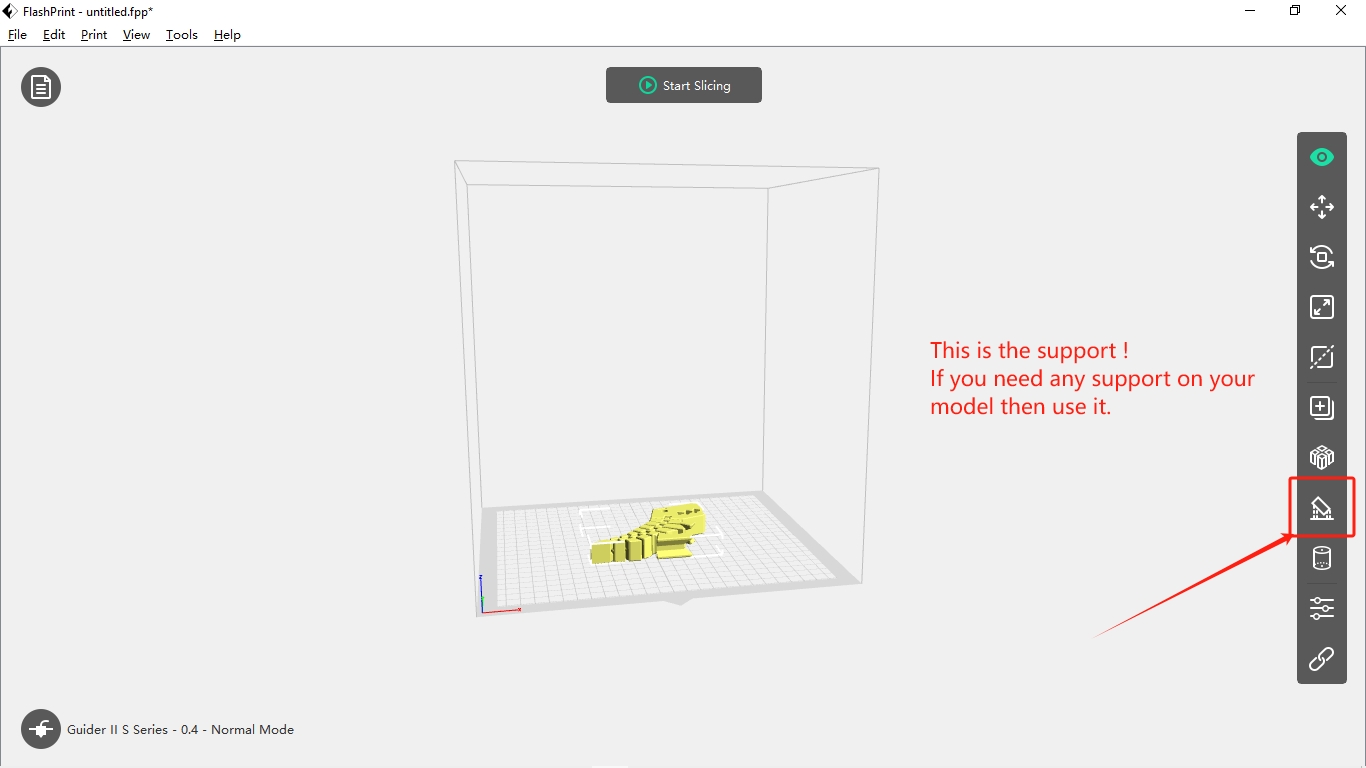 FlashPrint - untitled.fpp*
File Edit Print View Tools Help
Start Slicing
This is the support !
If you need any support on your
model then use it.
z
x
Guider II S Series - 0.4 - Normal Mode